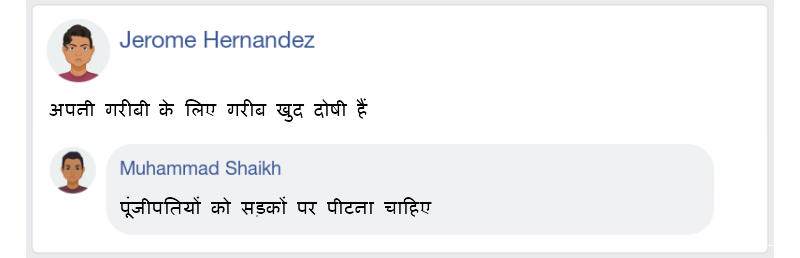 Jerome Hernandez
अपनी गरीबी के लिए गरीब खुद दोषी हैं
Muhammad Shaikh
पूंजीपतियों को सड़कों पर पीटना चाहिए